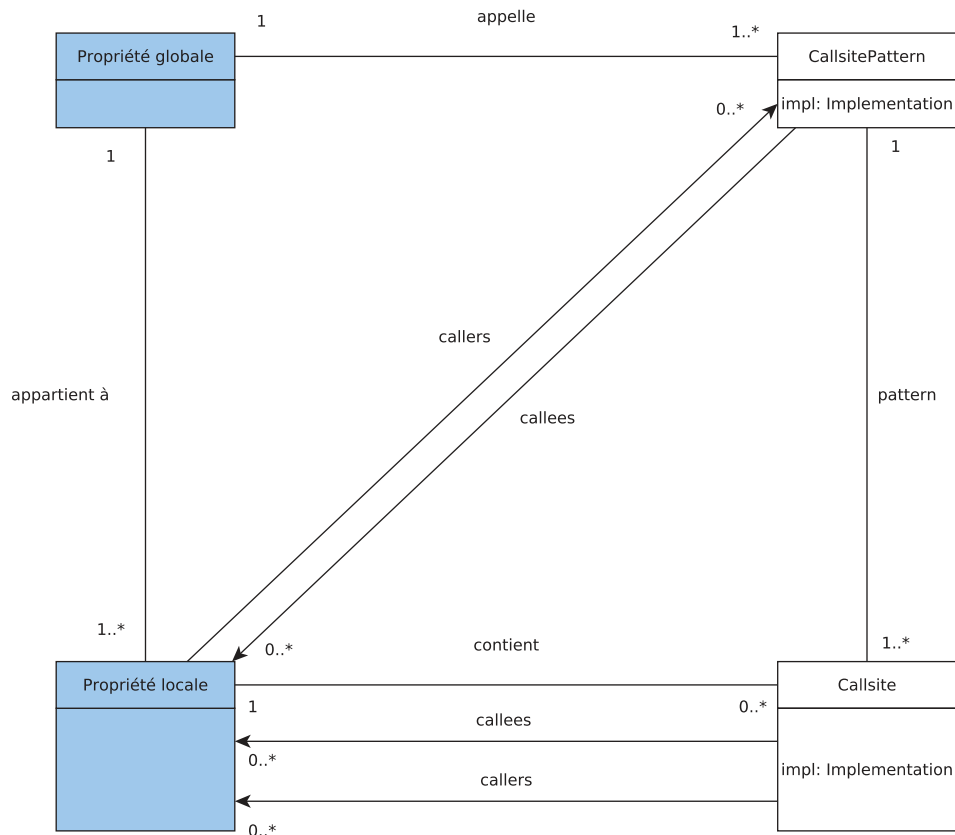 appelle
1
1..*
Propriété globale
CallsitePattern
impl: Implementation
0..*
1
1
callers
appartient à
pattern
callees
1..*
0..*
contient
1..*
Propriété locale
Callsite
1
0..*
callees
0..*
impl: Implementation
callers
0..*